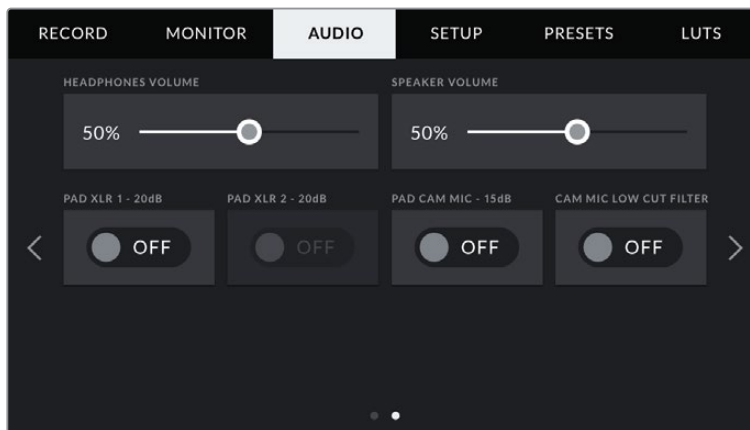 RECORD MONITOR AUDIO SETUP PRESETS LUTS
HEADPHONES VOLUME SPEAKER VOLUME
50% 50%
PAD XLR 1 - 20dB PAD XLR 2 - 20dB PAD CAM MIC - 15dB CAM MIC LOW CUT FILTER
OFF OFF OFF OFF